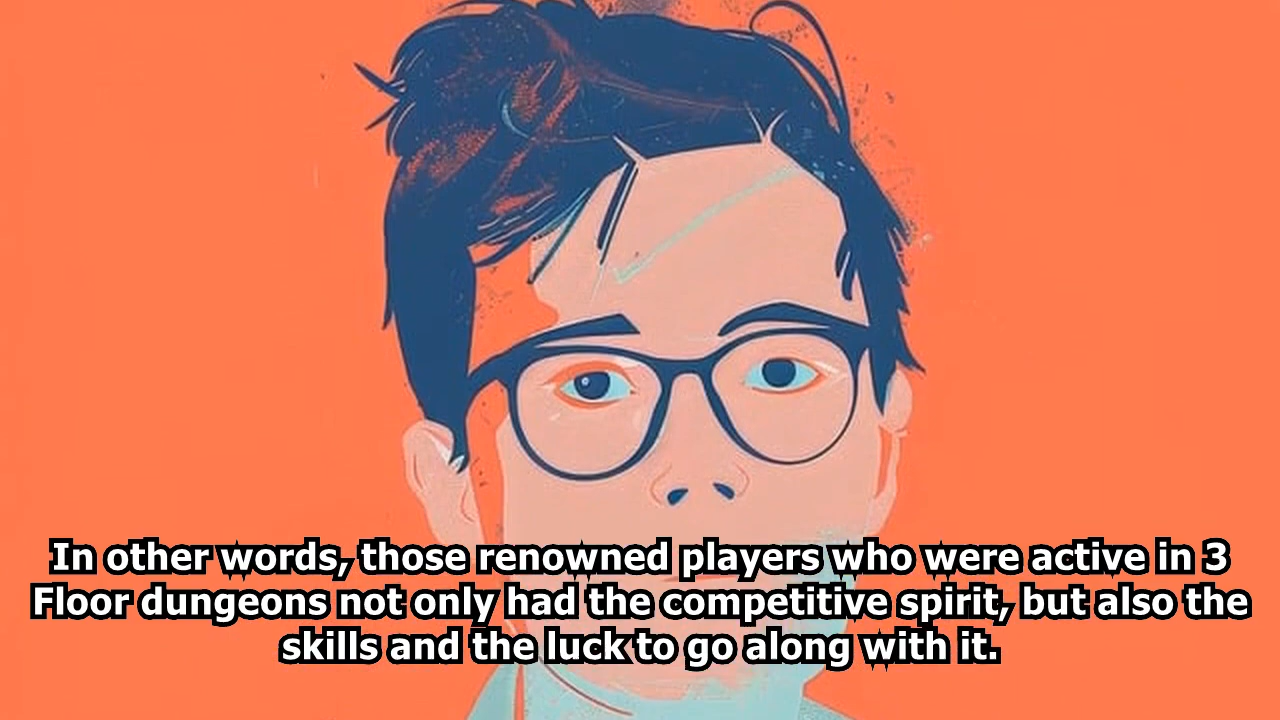 In other words, those renowned players who were active in 3
Floor dungeons not only had the competitive spirit, but also the
skills and the luck to go along with it.